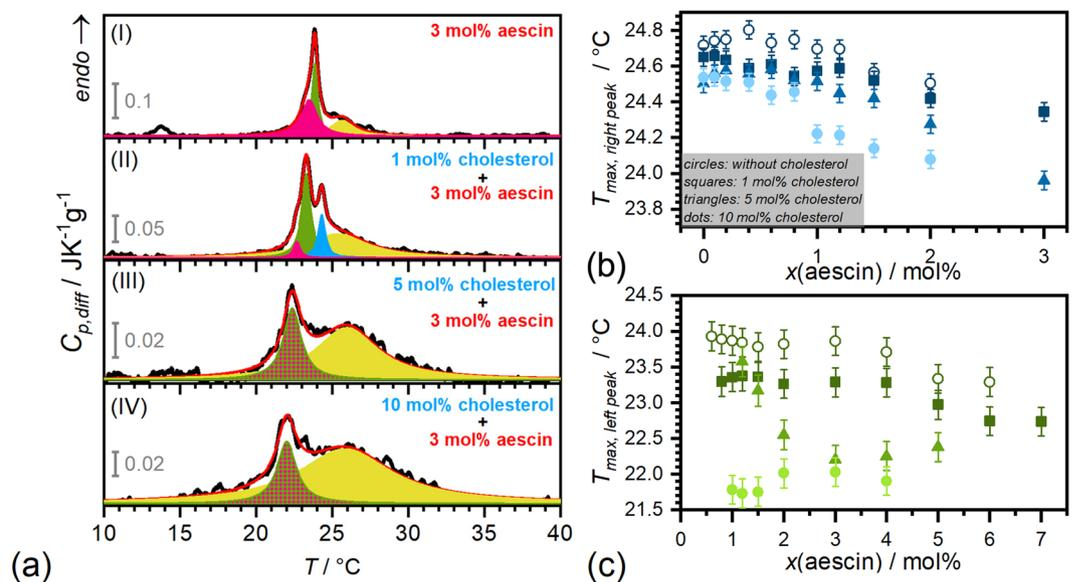 (I)
3 mol% aescin
endo →
0.1
(II)
1 mol% cholesterol
+
3 mol% aescin
0.05
(III)
5 mol% cholesterol
+
3 mol% aescin
0.02
(IV)
10 mol% cholesterol
+
3 mol% aescin
0.02
C_{p,diff} / JK⁻¹g⁻¹
10 15 20 25 30 35 40
T / °C
(a)
T_{max, right peak} / °C
24.8
24.6
24.4
24.2
24.0
23.8
circles: without cholesterol
squares: 1 mol% cholesterol
triangles: 5 mol% cholesterol
dots: 10 mol% cholesterol
0 1 2 3
x(aescin) / mol%
(b)
T_{max, left peak} / °C
24.5
24.0
23.5
23.0
22.5
22.0
21.5
0 1 2 3 4 5 6 7
x(aescin) / mol%
(c)